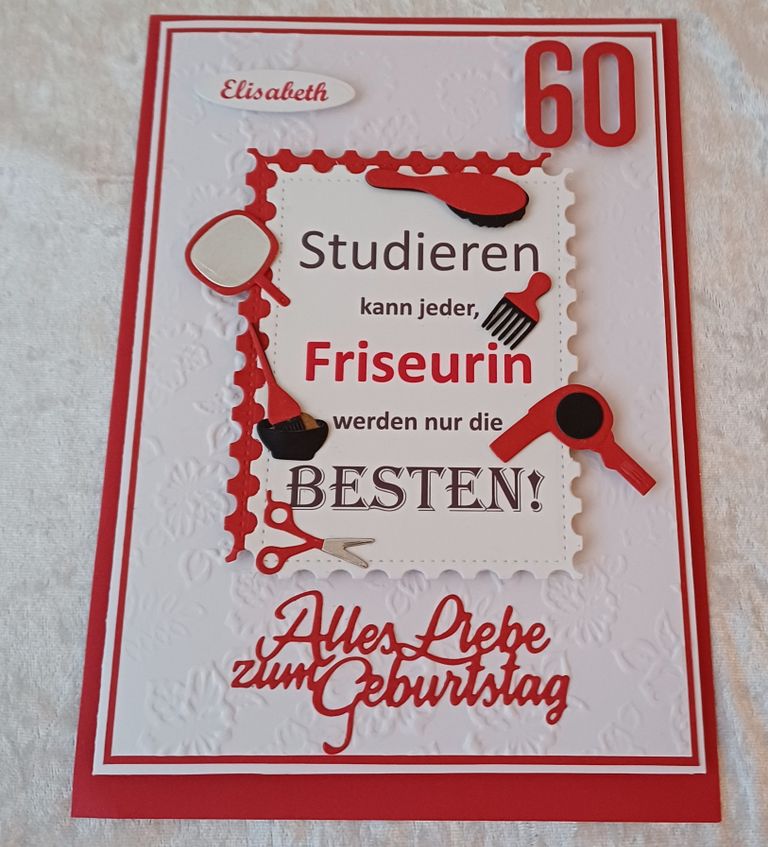 Elisabeth
60
Studieren
kann jeder,
Friseurin
werden nur die
BESTEN!
Alles Liebe
zum Geburtstag